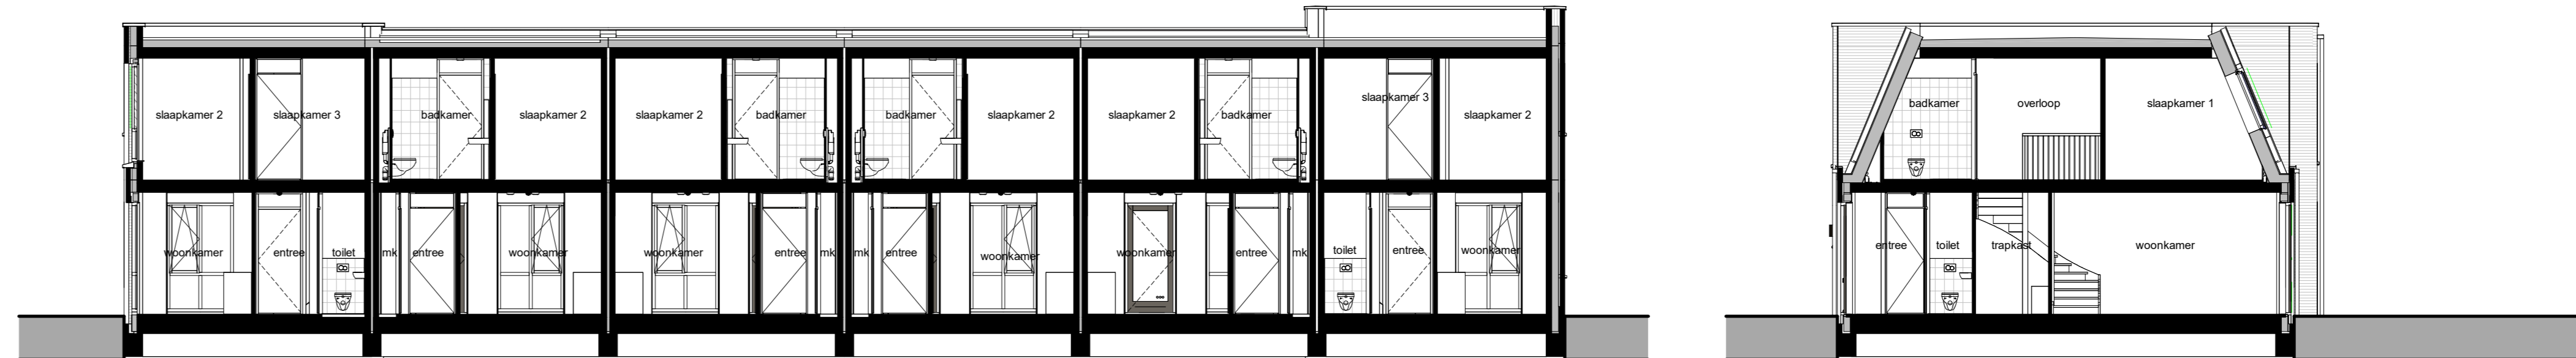 slaapkamer 2
slaapkamer 3
badkamer
slaapkamer 2
slaapkamer 2
badkamer
badkamer
slaapkamer 2
slaapkamer 2
badkamer
slaapkamer 3
slaapkamer 2
woonkamer
entree
toilet
mk
entree
woonkamer
woonkamer
entree
mk
mk
entree
woonkamer
woonkamer
entree
mk
toilet
entree
woonkamer
badkamer
overloop
slaapkamer 1
entree
toilet
trapkast
woonkamer